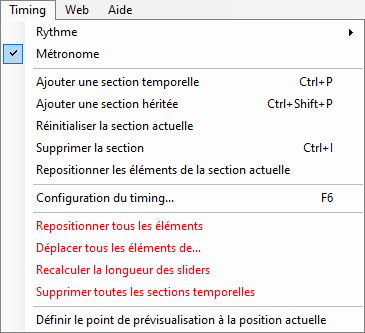 Timing Web Aide
Rythme
Métronome
Ajouter une section temporelle Ctrl+P
Ajouter une section héritée Ctrl+Shift+P
Réinitialiser la section actuelle
Supprimer la section Ctrl+I
Repositionner les éléments de la section actuelle
Configuration du timing... F6
Repositionner tous les éléments
Déplacer tous les éléments de...
Recalculer la longueur des sliders
Supprimer toutes les sections temporelles
Définir le point de prévisualisation à la position actuelle